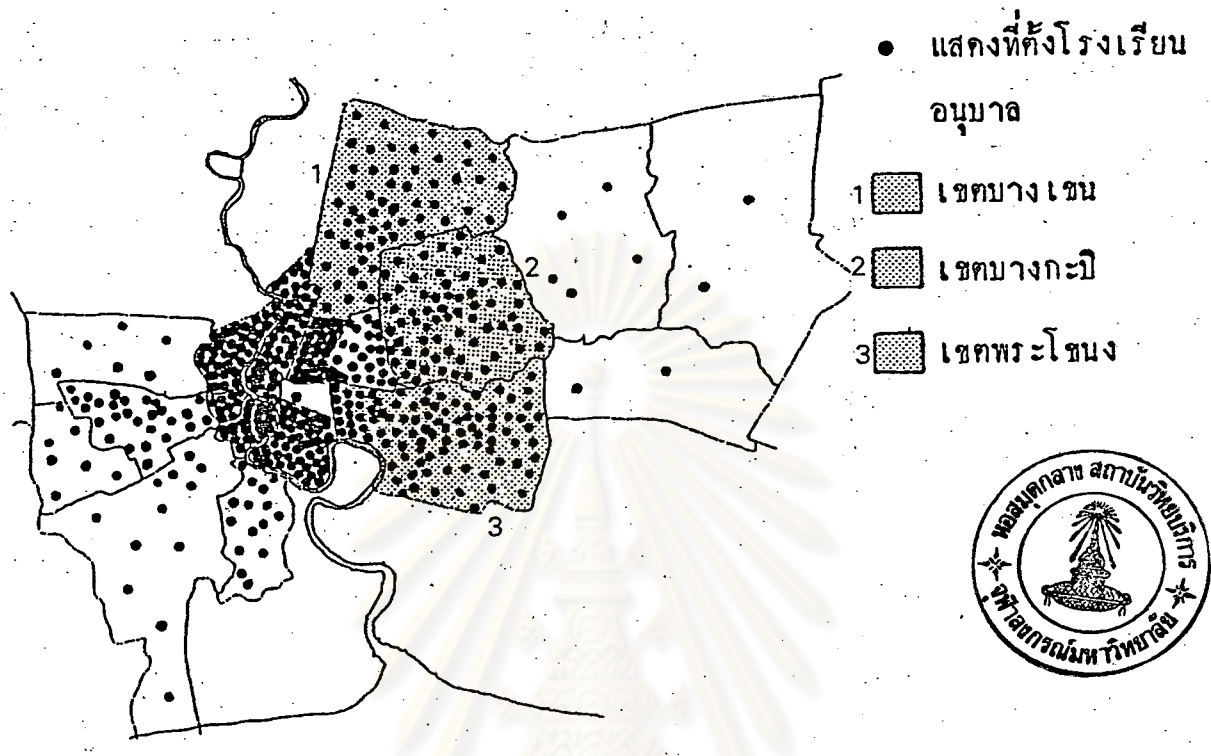 ● แสดงที่ตั้งโรงเรียน
อนุบาล
1 เขตบางเขน
2 เขตบางกะปิ
3 เขตพระโขนง
1
2
3
หอสมุดกลาง สถาบันวิทยบริการ
จุฬาลงกรณ์มหาวิทยาลัย